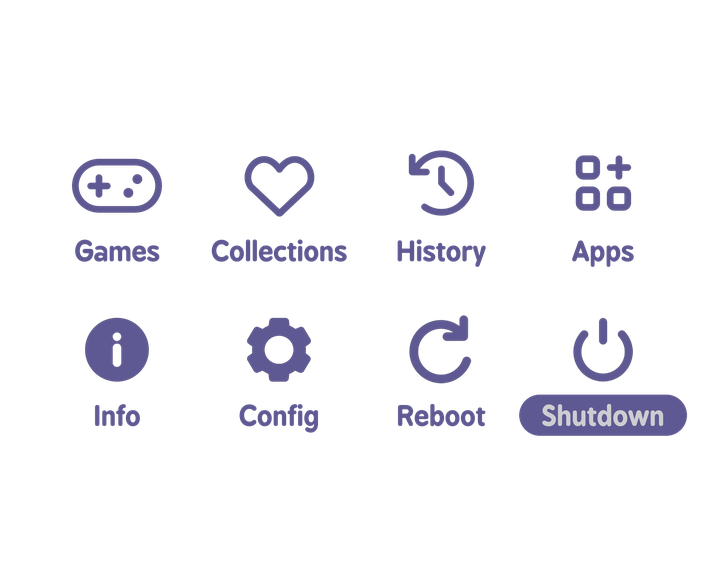 Games
Collections
History
Apps
Info
Config
Reboot
Shutdown